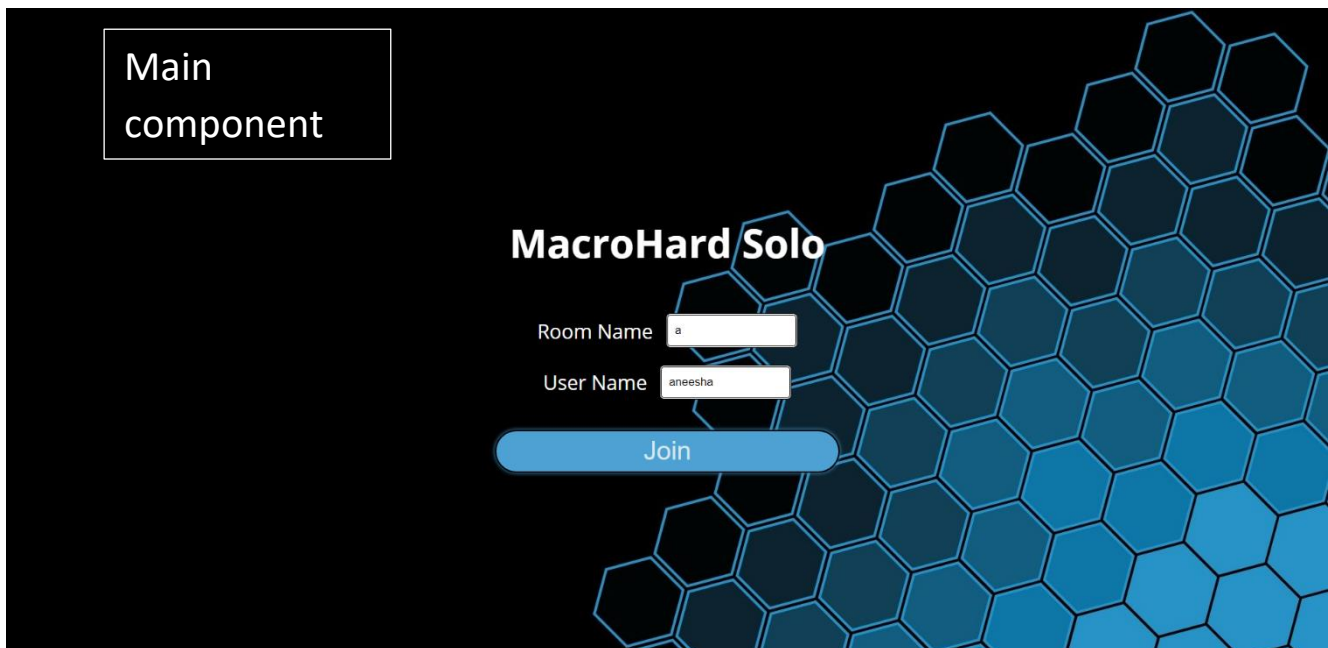 Main
component
MacroHard Solo
Room Name a
User Name aneesha
Join